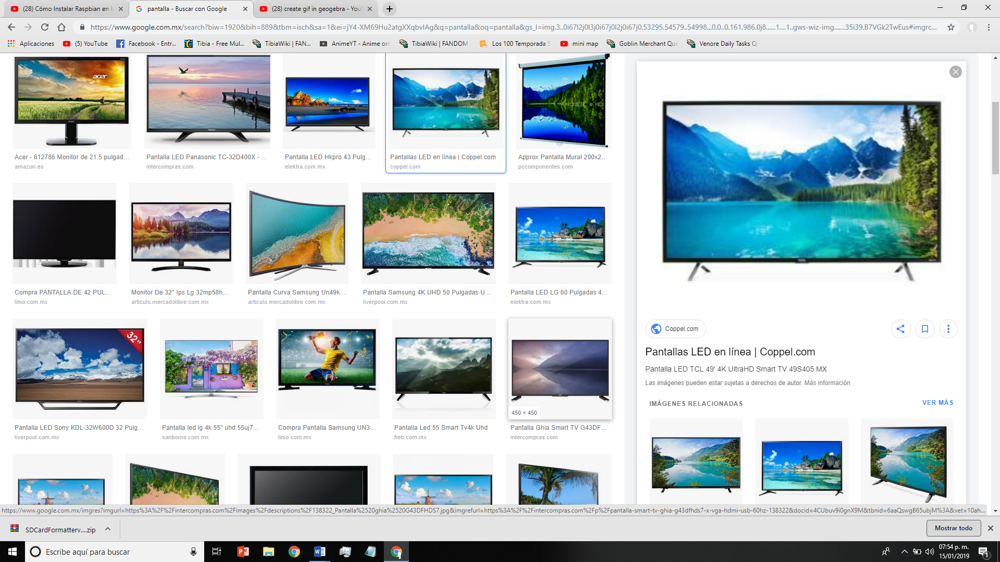 (28) Cómo Instalar Raspbian en l
pantalla - Buscar con Google
(28) create gif in geogebra - You
https://www.google.com.mx/search?biw=1920&bih=889&tbm=isch&sa=1&ei=jY4-XM69Hu2atgXXqbvIAg&q=pantalla&oq=pantalla&gs_l=img.3..0i67l2j0l3j0i67j0l2j0i67j0.53295.54579..54998...0.0..0.161.986.0j8......1....1..gws-wiz-img.......35i39.B7VGk2TwEus#imgrc...
Aplicaciones
(5) YouTube
Facebook - Entr...
Tibia - Free Mul...
TibiaWiki | FAN...
AnimeYT - Anime on
TibiaWiki | FANDOM
Los 100 Temporada 5
mini map
Goblin Merchant Que
Venore Daily Tasks Q
acer
acer
Acer - 612786 Monitor de 21.5 pulgad...
amazon.es
Pantalla LED Panasonic TC-32D400X - ...
intercompras.com
Pantalla LED Hkpro 43 Pulg...
elektra.com.mx
Pantallas LED en línea | Coppel.com
coppel.com
Approx Pantalla Mural 200x2...
pccomponentes.com
Compra PANTALLA DE 42 PUL...
linio.com.mx
Monitor De 32" Ips Lg 32mp58h...
articulo.mercadolibre.com.mx
Pantalla Curva Samsung Un49k...
articulo.mercadolibre.com.mx
Pantalla Samsung 4K UHD 50 Pulgadas U...
liverpool.com.mx
Pantalla LED LG 60 Pulgadas 4...
elektra.com.mx
32"
450 × 450
Pantalla LED Sony KDL-32W600D 32 Pulg...
liverpool.com.mx
Pantalla led lg 4k 55" uhd 55uj7...
sanborns.com.mx
Compra Pantalla Samsung UN3...
linio.com.mx
Pantalla Led 55 Smart Tv4k Uhd
heb.com.mx
Pantalla Ghia Smart TV G43DF...
intercompras.com
TCL
Coppel.com
Pantallas LED en línea | Coppel.com
Pantalla LED TCL 49' 4K UltraHD Smart TV 49S405 MX
Las imágenes pueden estar sujetas a derechos de autor. Más información
IMÁGENES RELACIONADAS
VER MÁS
https://www.google.com.mx/imgres?imgurl=https%3A%2F%2Fintercompras.com%2Fimages%2Fdescriptions%2F138322_Pantalla%2520ghia%2520G43DFHDS7.jpg&imgrefurl=https%3A%2F%2Fintercompras.com%2Fp%2Fpantalla-smart-tv-ghia-g43dfhds7-x-vga-hdmi-usb-60hz-138322&docid=4CUbuv9i0gnX9M&tbnid=6aaQswgB65ubjM%3A&vet=10ah...
SDCardFormatterv....zip
Mostrar todo
Escribe aquí para buscar
07:54 p. m.
15/01/2019
1